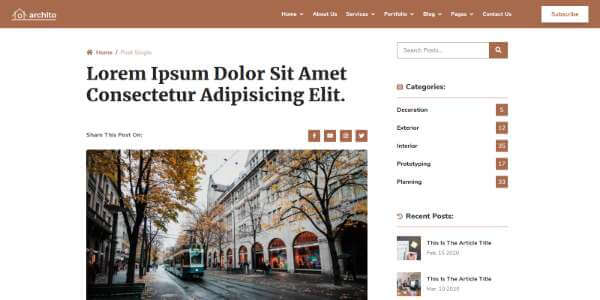 archito
Home
About Us
Services
Portfolio
Blog
Pages
Contact Us
Subscribe
Home / Post Single
Lorem Ipsum Dolor Sit Amet
Consectetur Adipisicing Elit.
Share This Post On:
Search Posts...
Categories:
Decoration 5
Exterior 12
Interior 35
Prototyping 17
Planning 33
Recent Posts:
This Is The Article Title
Feb. 15 2020
This Is The Article Title
Mar. 10 2019